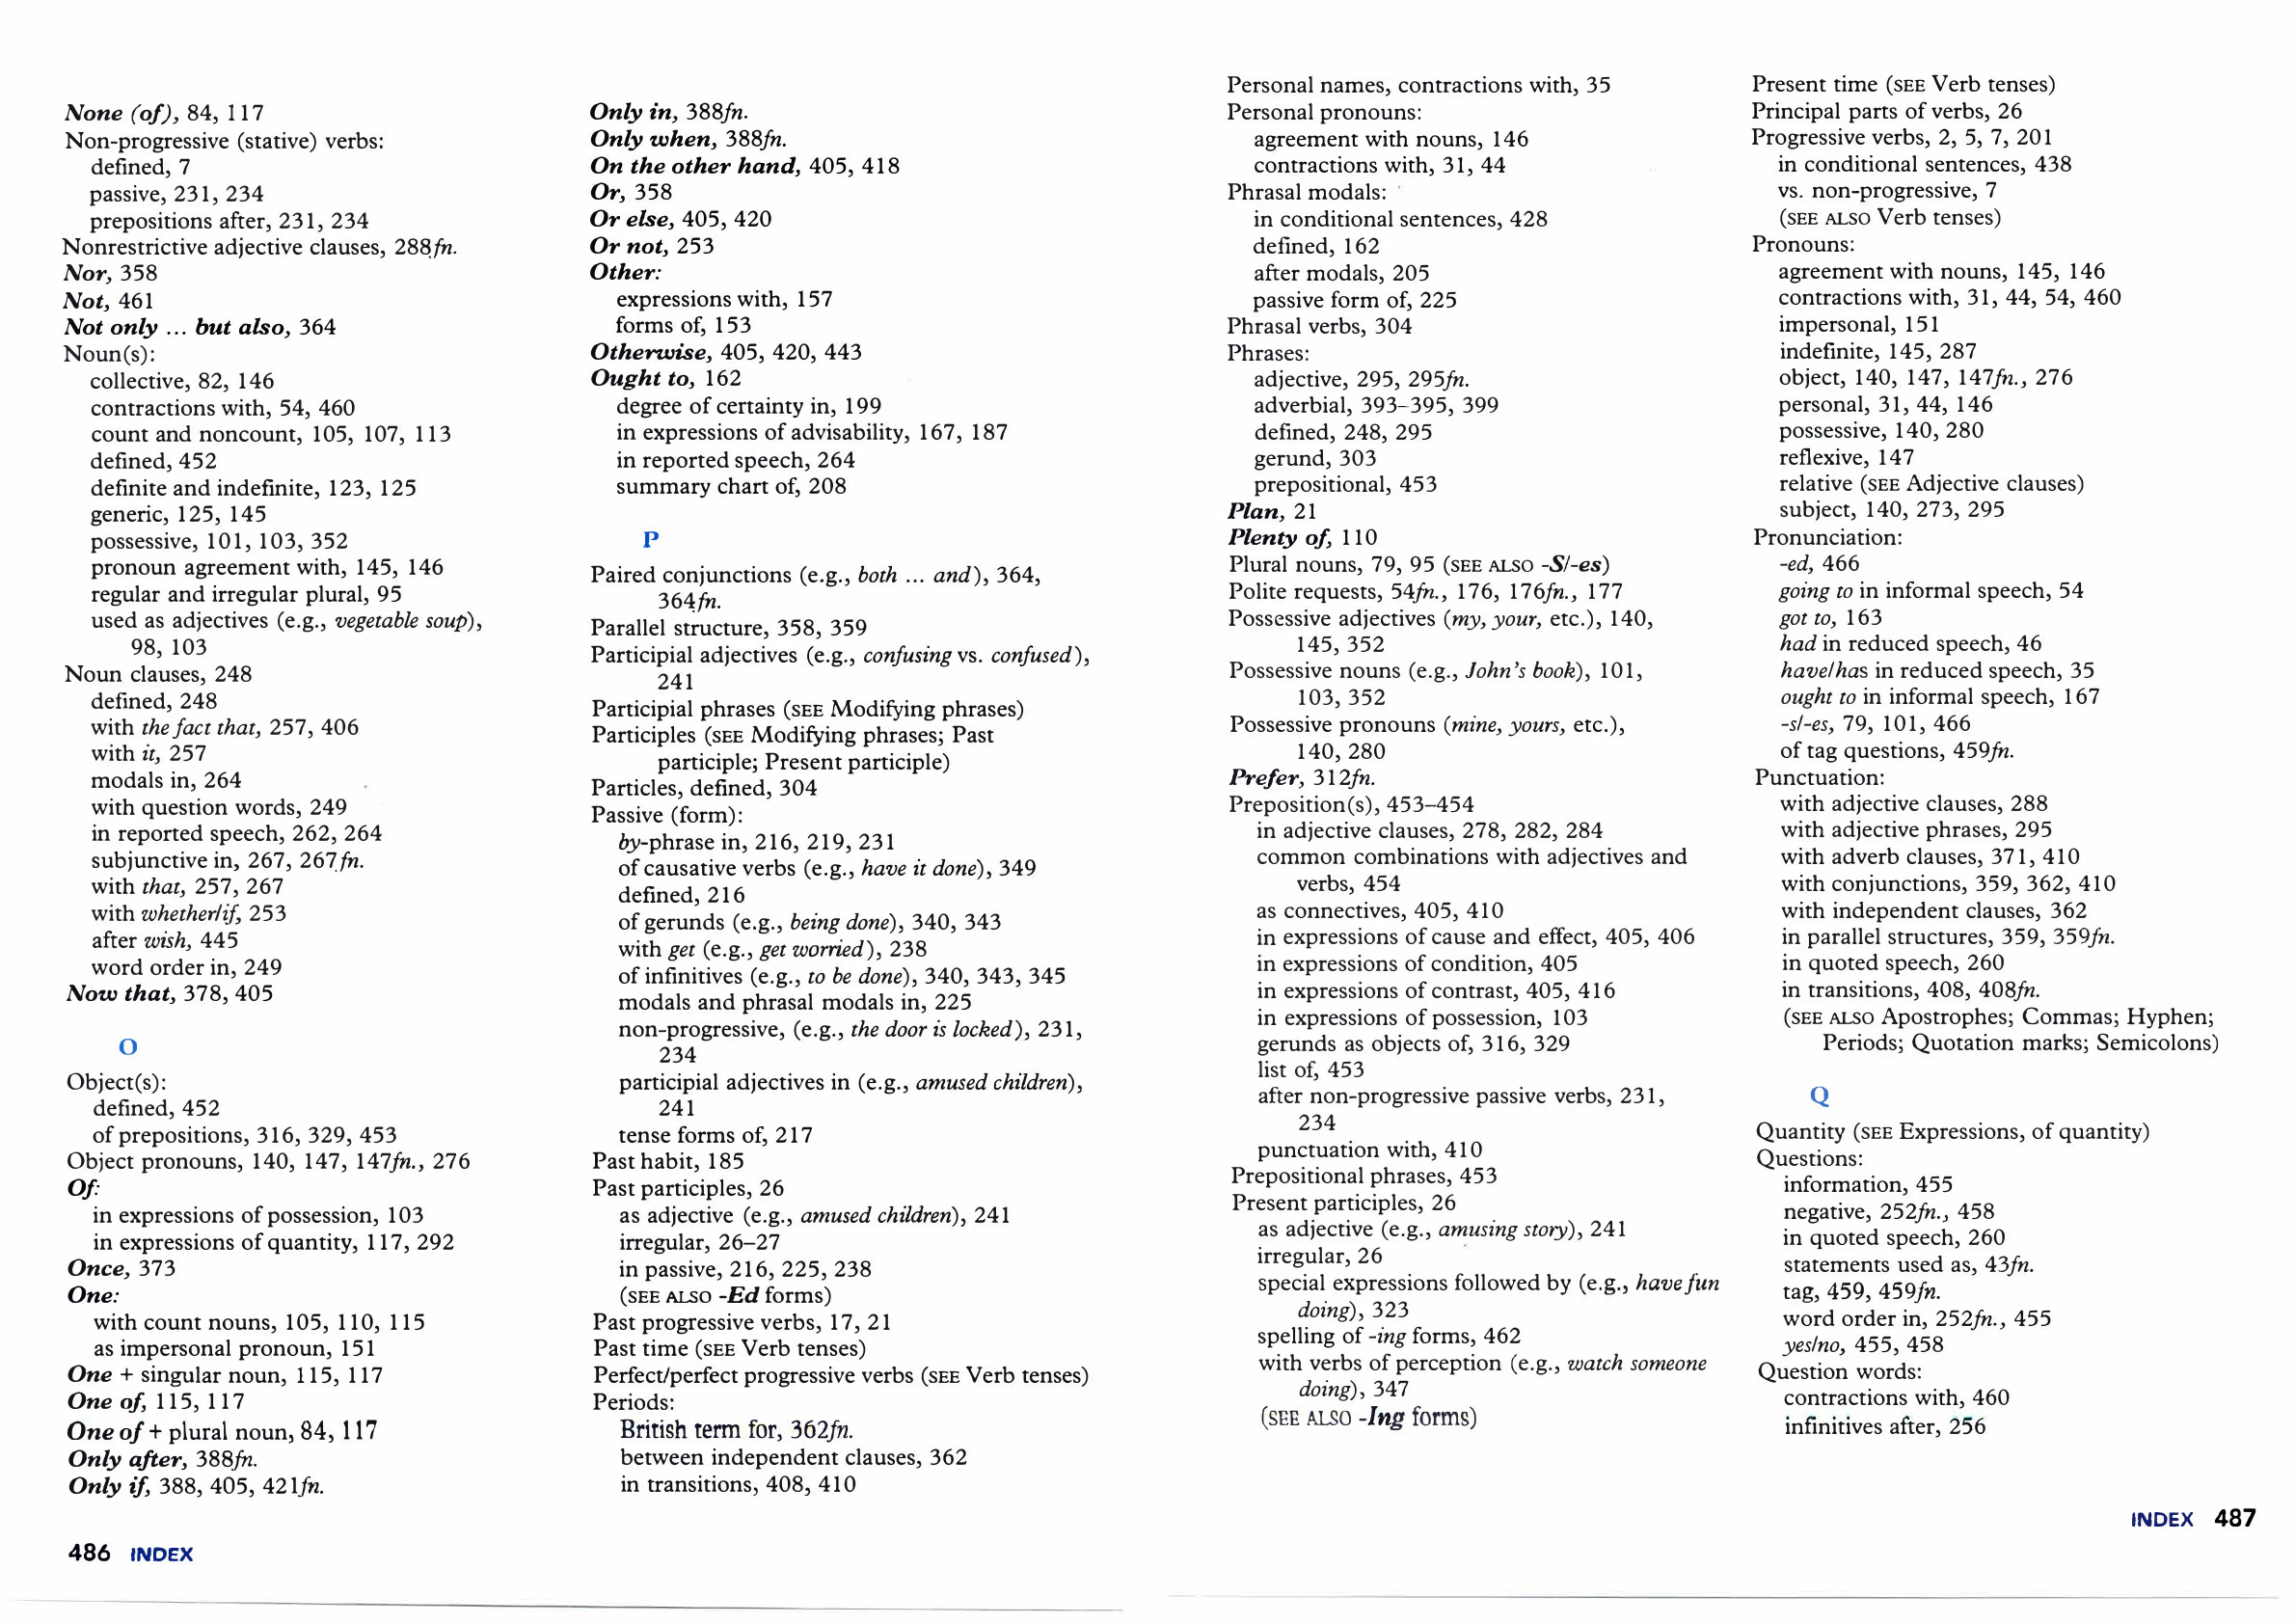 None (of), 84, 117
Non-progressive (stative) verbs:
defined, 7
passive, 231, 234
prepositions after, 231, 234
Nonrestrictive adjective clauses, 288fn.
Nor, 358
Not, 461
Not only ... but also, 364
Noun(s):
collective, 82, 146
contractions with, 54, 460
count and noncount, 105, 107, 113
defined, 452
definite and indefinite, 123, 125
generic, 125, 145
possessive, 101, 103, 352
pronoun agreement with, 145, 146
regular and irregular plural, 95
used as adjectives (e.g., vegetable soup),
98, 103
Noun clauses, 248
defined, 248
with the fact that, 257, 406
with it, 257
modals in, 264
with question words, 249
in reported speech, 262, 264
subjunctive in, 267, 267fn.
with that, 257, 267
with whether/if, 253
after wish, 445
word order in, 249
Now that, 378, 405
O
Object(s):
defined, 452
of prepositions, 316, 329, 453
Object pronouns, 140, 147, 147fn., 276
Of:
in expressions of possession, 103
in expressions of quantity, 117, 292
Once, 373
One:
with count nouns, 105, 110, 115
as impersonal pronoun, 151
One + singular noun, 115, 117
One of, 115, 117
One of + plural noun, 84, 117
Only after, 388fn.
Only if, 388, 405, 421fn.
486 INDEX
Only in, 388fn.
Only when, 388fn.
On the other hand, 405, 418
Or, 358
Or else, 405, 420
Or not, 253
Other:
expressions with, 157
forms of, 153
Otherwise, 405, 420, 443
Ought to, 162
degree of certainty in, 199
in expressions of advisability, 167, 187
in reported speech, 264
summary chart of, 208
P
Paired conjunctions (e.g., both ... and), 364,
364fn.
Parallel structure, 358, 359
Participial adjectives (e.g., confusing vs. confused),
241
Participial phrases (SEE Modifying phrases)
Participles (SEE Modifying phrases; Past
participle; Present participle)
Particles, defined, 304
Passive (form):
by-phrase in, 216, 219, 231
of causative verbs (e.g., have it done), 349
defined, 216
of gerunds (e.g., being done), 340, 343
with get (e.g., get worried), 238
of infinitives (e.g., to be done), 340, 343, 345
modals and phrasal modals in, 225
non-progressive, (e.g., the door is locked), 231,
234
participial adjectives in (e.g., amused children),
241
tense forms of, 217
Past habit, 185
Past participles, 26
as adjective (e.g., amused children), 241
irregular, 26–27
in passive, 216, 225, 238
(SEE ALSO -Ed forms)
Past progressive verbs, 17, 21
Past time (SEE Verb tenses)
Perfect/perfect progressive verbs (SEE Verb tenses)
Periods:
British term for, 362fn.
between independent clauses, 362
in transitions, 408, 410
Personal names, contractions with, 35
Personal pronouns:
agreement with nouns, 146
contractions with, 31, 44
Phrasal modals:
in conditional sentences, 428
defined, 162
after modals, 205
passive form of, 225
Phrasal verbs, 304
Phrases:
adjective, 295, 295fn.
adverbial, 393–395, 399
defined, 248, 295
gerund, 303
prepositional, 453
Plan, 21
Plenty of, 110
Plural nouns, 79, 95 (SEE ALSO -S/-es)
Polite requests, 54fn., 176, 176fn., 177
Possessive adjectives (my, your, etc.), 140,
145, 352
Possessive nouns (e.g., John's book), 101,
103, 352
Possessive pronouns (mine, yours, etc.),
140, 280
Prefer, 312fn.
Preposition(s), 453–454
in adjective clauses, 278, 282, 284
common combinations with adjectives and
verbs, 454
as connectives, 405, 410
in expressions of cause and effect, 405, 406
in expressions of condition, 405
in expressions of contrast, 405, 416
in expressions of possession, 103
gerunds as objects of, 316, 329
list of, 453
after non-progressive passive verbs, 231,
234
punctuation with, 410
Prepositional phrases, 453
Present participles, 26
as adjective (e.g., amusing story), 241
irregular, 26
special expressions followed by (e.g., have fun
doing), 323
spelling of -ing forms, 462
with verbs of perception (e.g., watch someone
doing), 347
(SEE ALSO -Ing forms)
Present time (SEE Verb tenses)
Principal parts of verbs, 26
Progressive verbs, 2, 5, 7, 201
in conditional sentences, 438
vs. non-progressive, 7
(SEE ALSO Verb tenses)
Pronouns:
agreement with nouns, 145, 146
contractions with, 31, 44, 54, 460
impersonal, 151
indefinite, 145, 287
object, 140, 147, 147fn., 276
personal, 31, 44, 146
possessive, 140, 280
reflexive, 147
relative (SEE Adjective clauses)
subject, 140, 273, 295
Pronunciation:
-ed, 466
going to in informal speech, 54
got to, 163
had in reduced speech, 46
have/has in reduced speech, 35
ought to in informal speech, 167
-s/-es, 79, 101, 466
of tag questions, 459fn.
Punctuation:
with adjective clauses, 288
with adjective phrases, 295
with adverb clauses, 371, 410
with conjunctions, 359, 362, 410
with independent clauses, 362
in parallel structures, 359, 359fn.
in quoted speech, 260
in transitions, 408, 408fn.
(SEE ALSO Apostrophes; Commas; Hyphen;
Periods; Quotation marks; Semicolons)
Q
Quantity (SEE Expressions, of quantity)
Questions:
information, 455
negative, 252fn., 458
in quoted speech, 260
statements used as, 43fn.
tag, 459, 459fn.
word order in, 252fn., 455
yes/no, 455, 458
Question words:
contractions with, 460
infinitives after, 256
INDEX 487